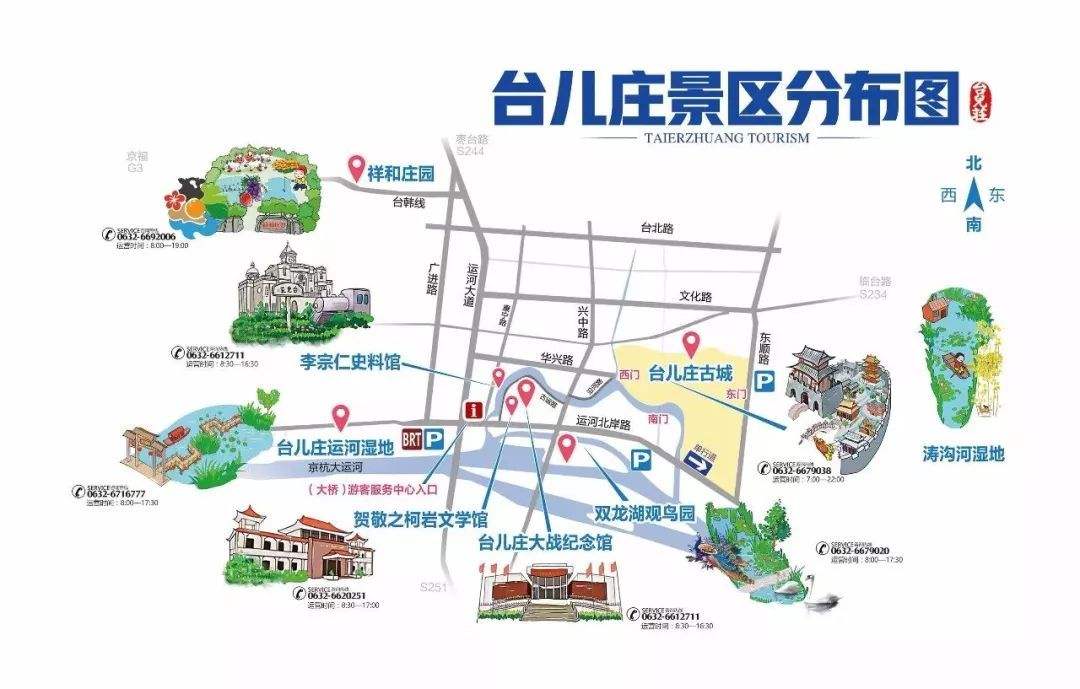 台儿庄景区分布图
台兒莊
TAIERZHUANG TOURISM
北
西
东
南
京福
G3
枣台路
S244
祥和庄园
台韩线
SERVICE
0632-6692006
运营时间：8:00—19:00
台北路
广进路
运河大道
临台路
S234
文化路
兴中路
SERVICE
0632-6612711
运营时间：8:30—16:30
李宗仁史料馆
华兴路
东顺路
西门
台儿庄古城
东门
P
南门
运河北岸路
i
台儿庄运河湿地
BRT
P
京杭大运河
（大桥）游客服务中心入口
P
单行道
SERVICE
0632-6679038
运营时间：7:00—22:00
涛沟河湿地
SERVICE
0632-6716777
运营时间：8:00—17:30
贺敬之柯岩文学馆
双龙湖观鸟园
台儿庄大战纪念馆
SERVICE
0632-6679020
运营时间：8:00—17:30
S251
SERVICE
0632-6620251
运营时间：8:30—17:00
SERVICE
0632-6612711
运营时间：8:30—16:30